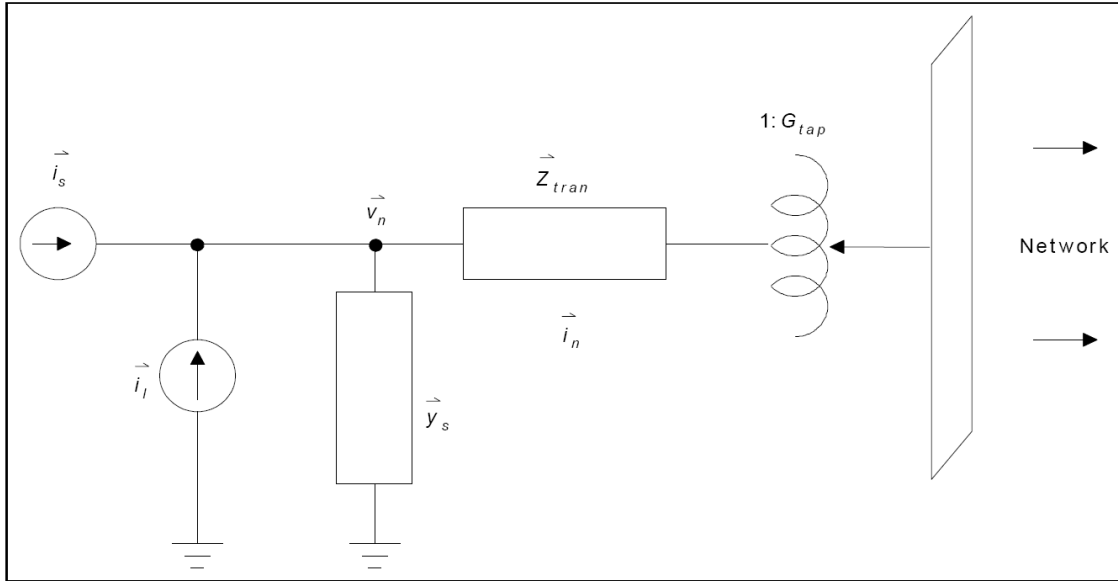 1: G_tap
i_s
Z_tran
v_n
Network
i_n
i_l
y_s